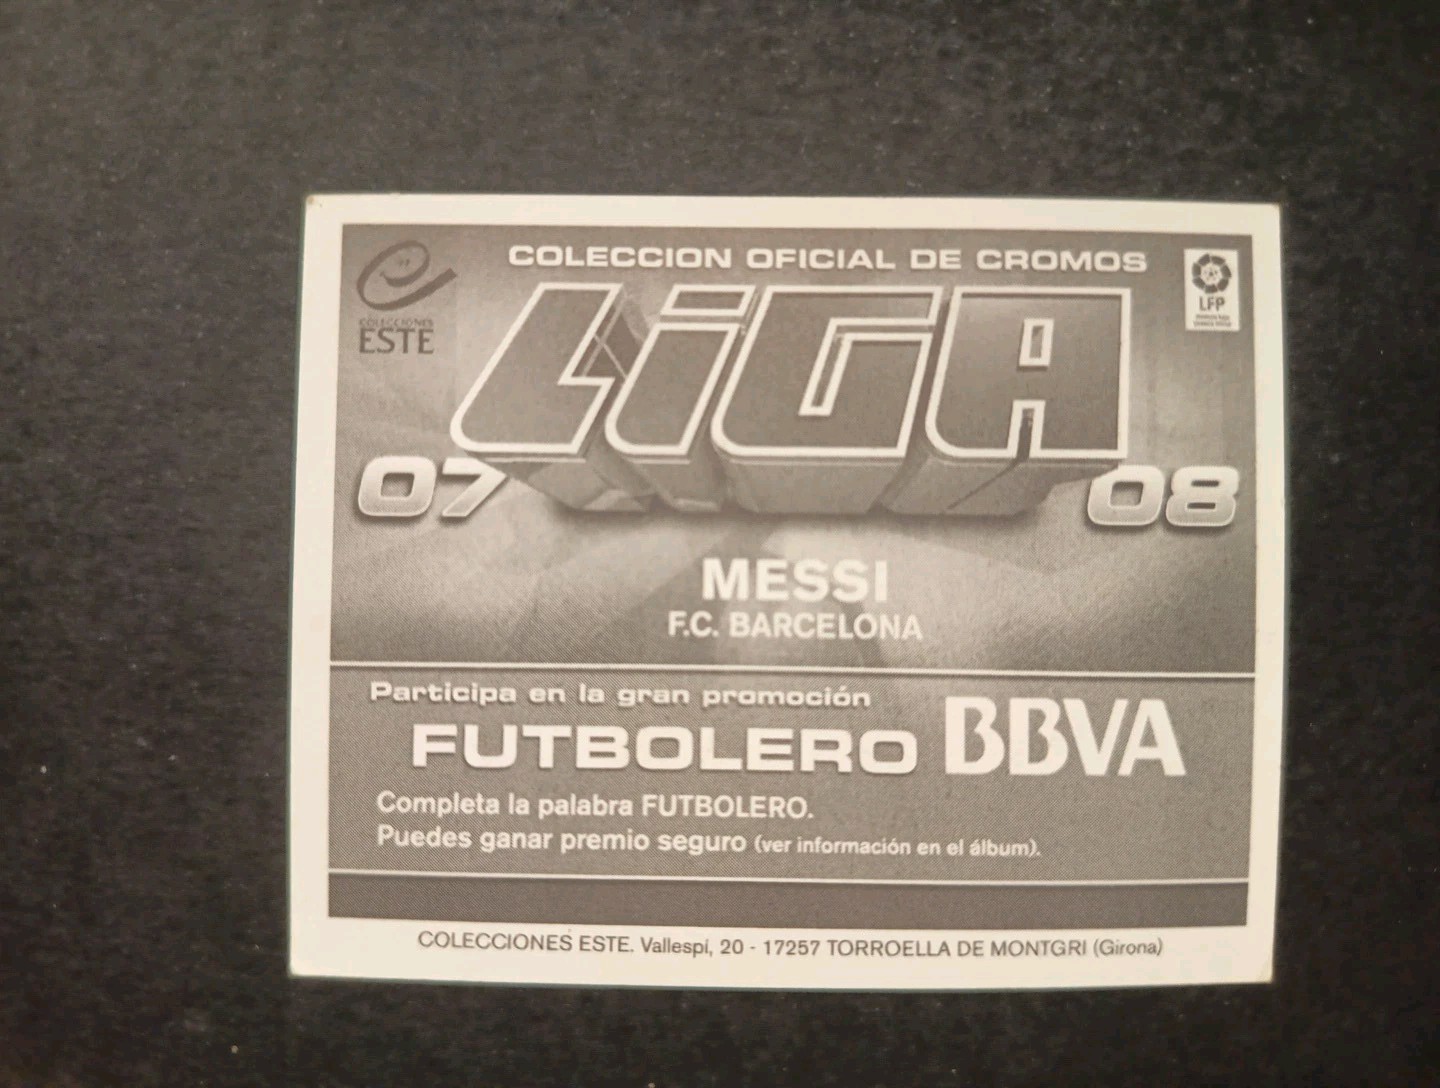 COLECCION OFICIAL DE CROMOS
COLECCIONES
ESTE
LFP
LiGA
07
08
MESSI
F.C. BARCELONA
Participa en la gran promoción
FUTBOLERO BBVA
Completa la palabra FUTBOLERO.
Puedes ganar premio seguro (ver información en el álbum).
COLECCIONES ESTE. Vallespí, 20 - 17257 TORROELLA DE MONTGRI (Girona)